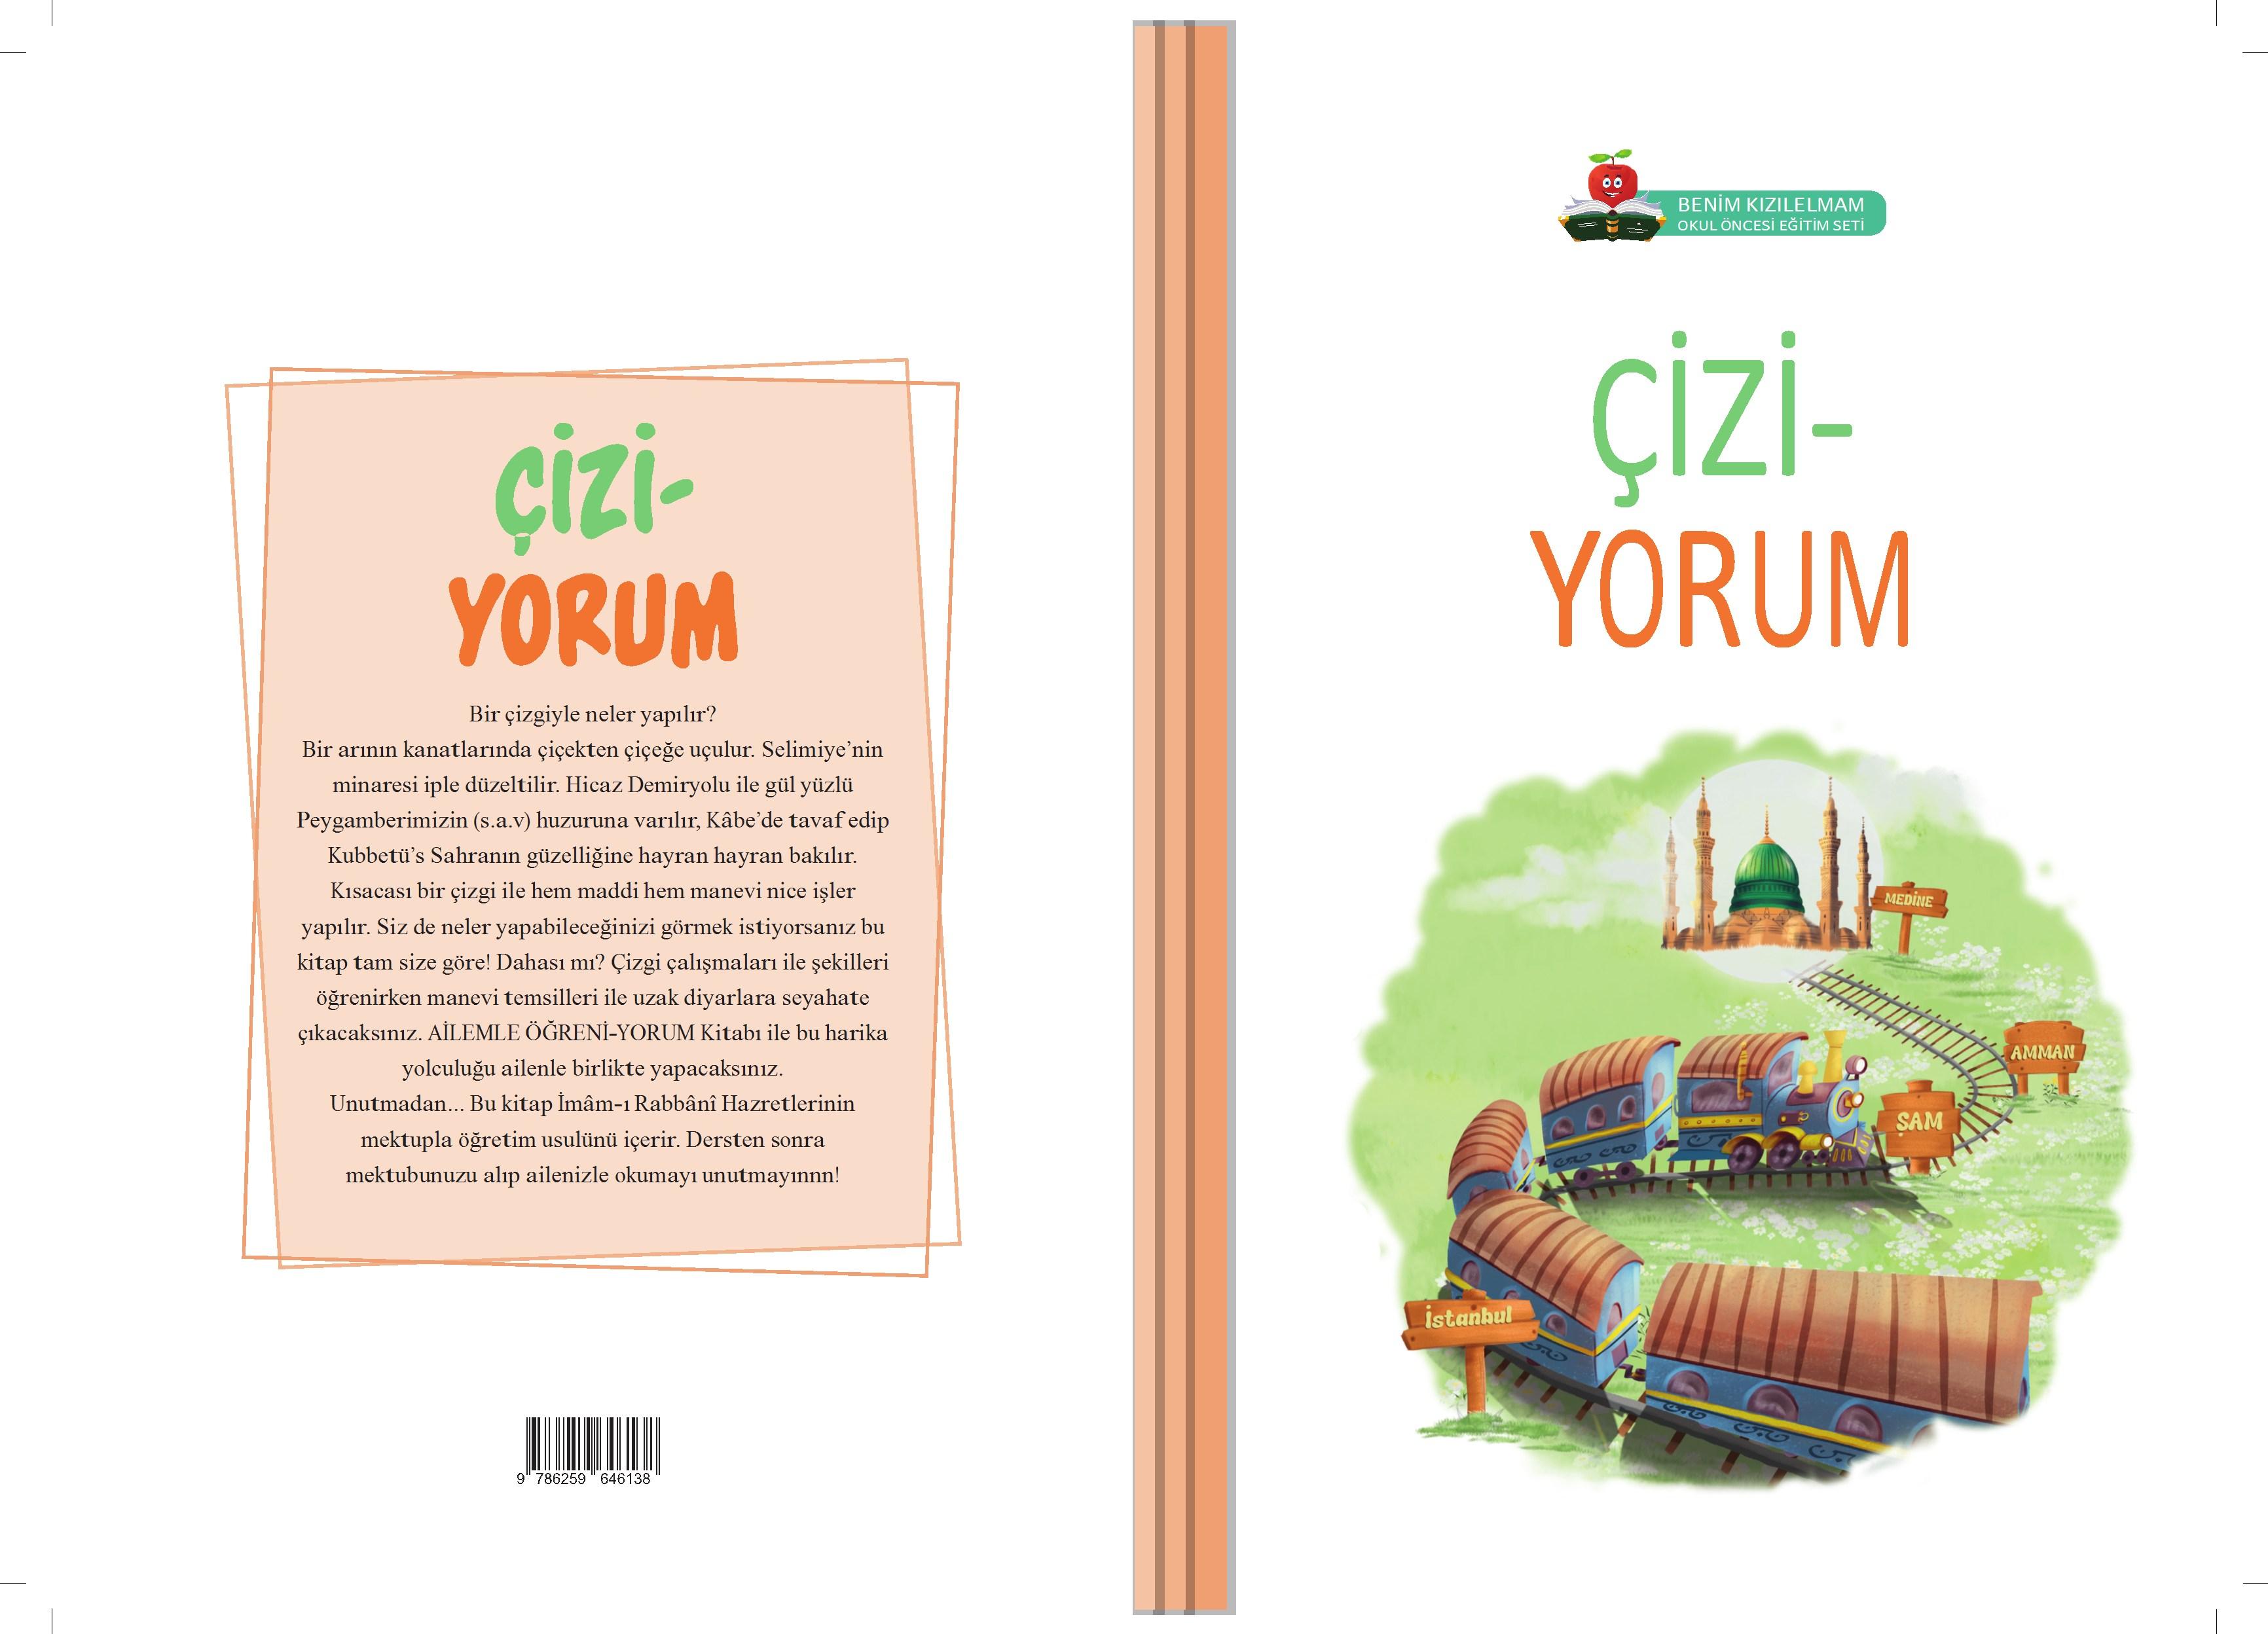 ÇİZİ-
YORUM
Bir çizgiyle neler yapılır?
Bir arının kanatlarında çiçekten çiçeğe uçulur. Selimiye’nin
minaresi iple düzeltilir. Hicaz Demiryolu ile gül yüzlü
Peygamberimizin (s.a.v) huzuruna varılır, Kâbe’de tavaf edip
Kubbetü’s Sahranın güzelliğine hayran hayran bakılır.
Kısacası bir çizgi ile hem maddi hem manevi nice işler
yapılır. Siz de neler yapabileceğinizi görmek istiyorsanız bu
kitap tam size göre! Dahası mı? Çizgi çalışmaları ile şekilleri
öğrenirken manevi temsilleri ile uzak diyarlara seyahate
çıkacaksınız. AİLEMLE ÖĞRENİ-YORUM Kitabı ile bu harika
yolculuğu ailenle birlikte yapacaksınız.
Unutmadan... Bu kitap İmâm-ı Rabbânî Hazretlerinin
mektupla öğretim usulünü içerir. Dersten sonra
mektubunuzu alıp ailenizle okumayı unutmayınnn!
9 786259 646138
BENİM KIZILELMAM
OKUL ÖNCESİ EĞİTİM SETİ
ÇİZİ-
YORUM
MEDİNE
AMMAN
ŞAM
İstanbul